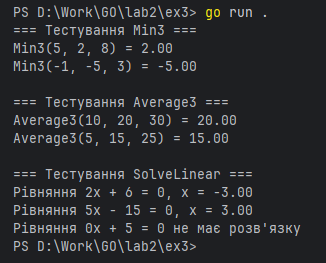 PS D:\Work\GO\lab2\ex3> go run .
=== Тестування Min3 ===
Min3(5, 2, 8) = 2.00
Min3(-1, -5, 3) = -5.00
=== Тестування Average3 ===
Average3(10, 20, 30) = 20.00
Average3(5, 15, 25) = 15.00
=== Тестування SolveLinear ===
Рівняння 2x + 6 = 0, x = -3.00
Рівняння 5x - 15 = 0, x = 3.00
Рівняння 0x + 5 = 0 не має розв'язку
PS D:\Work\GO\lab2\ex3>